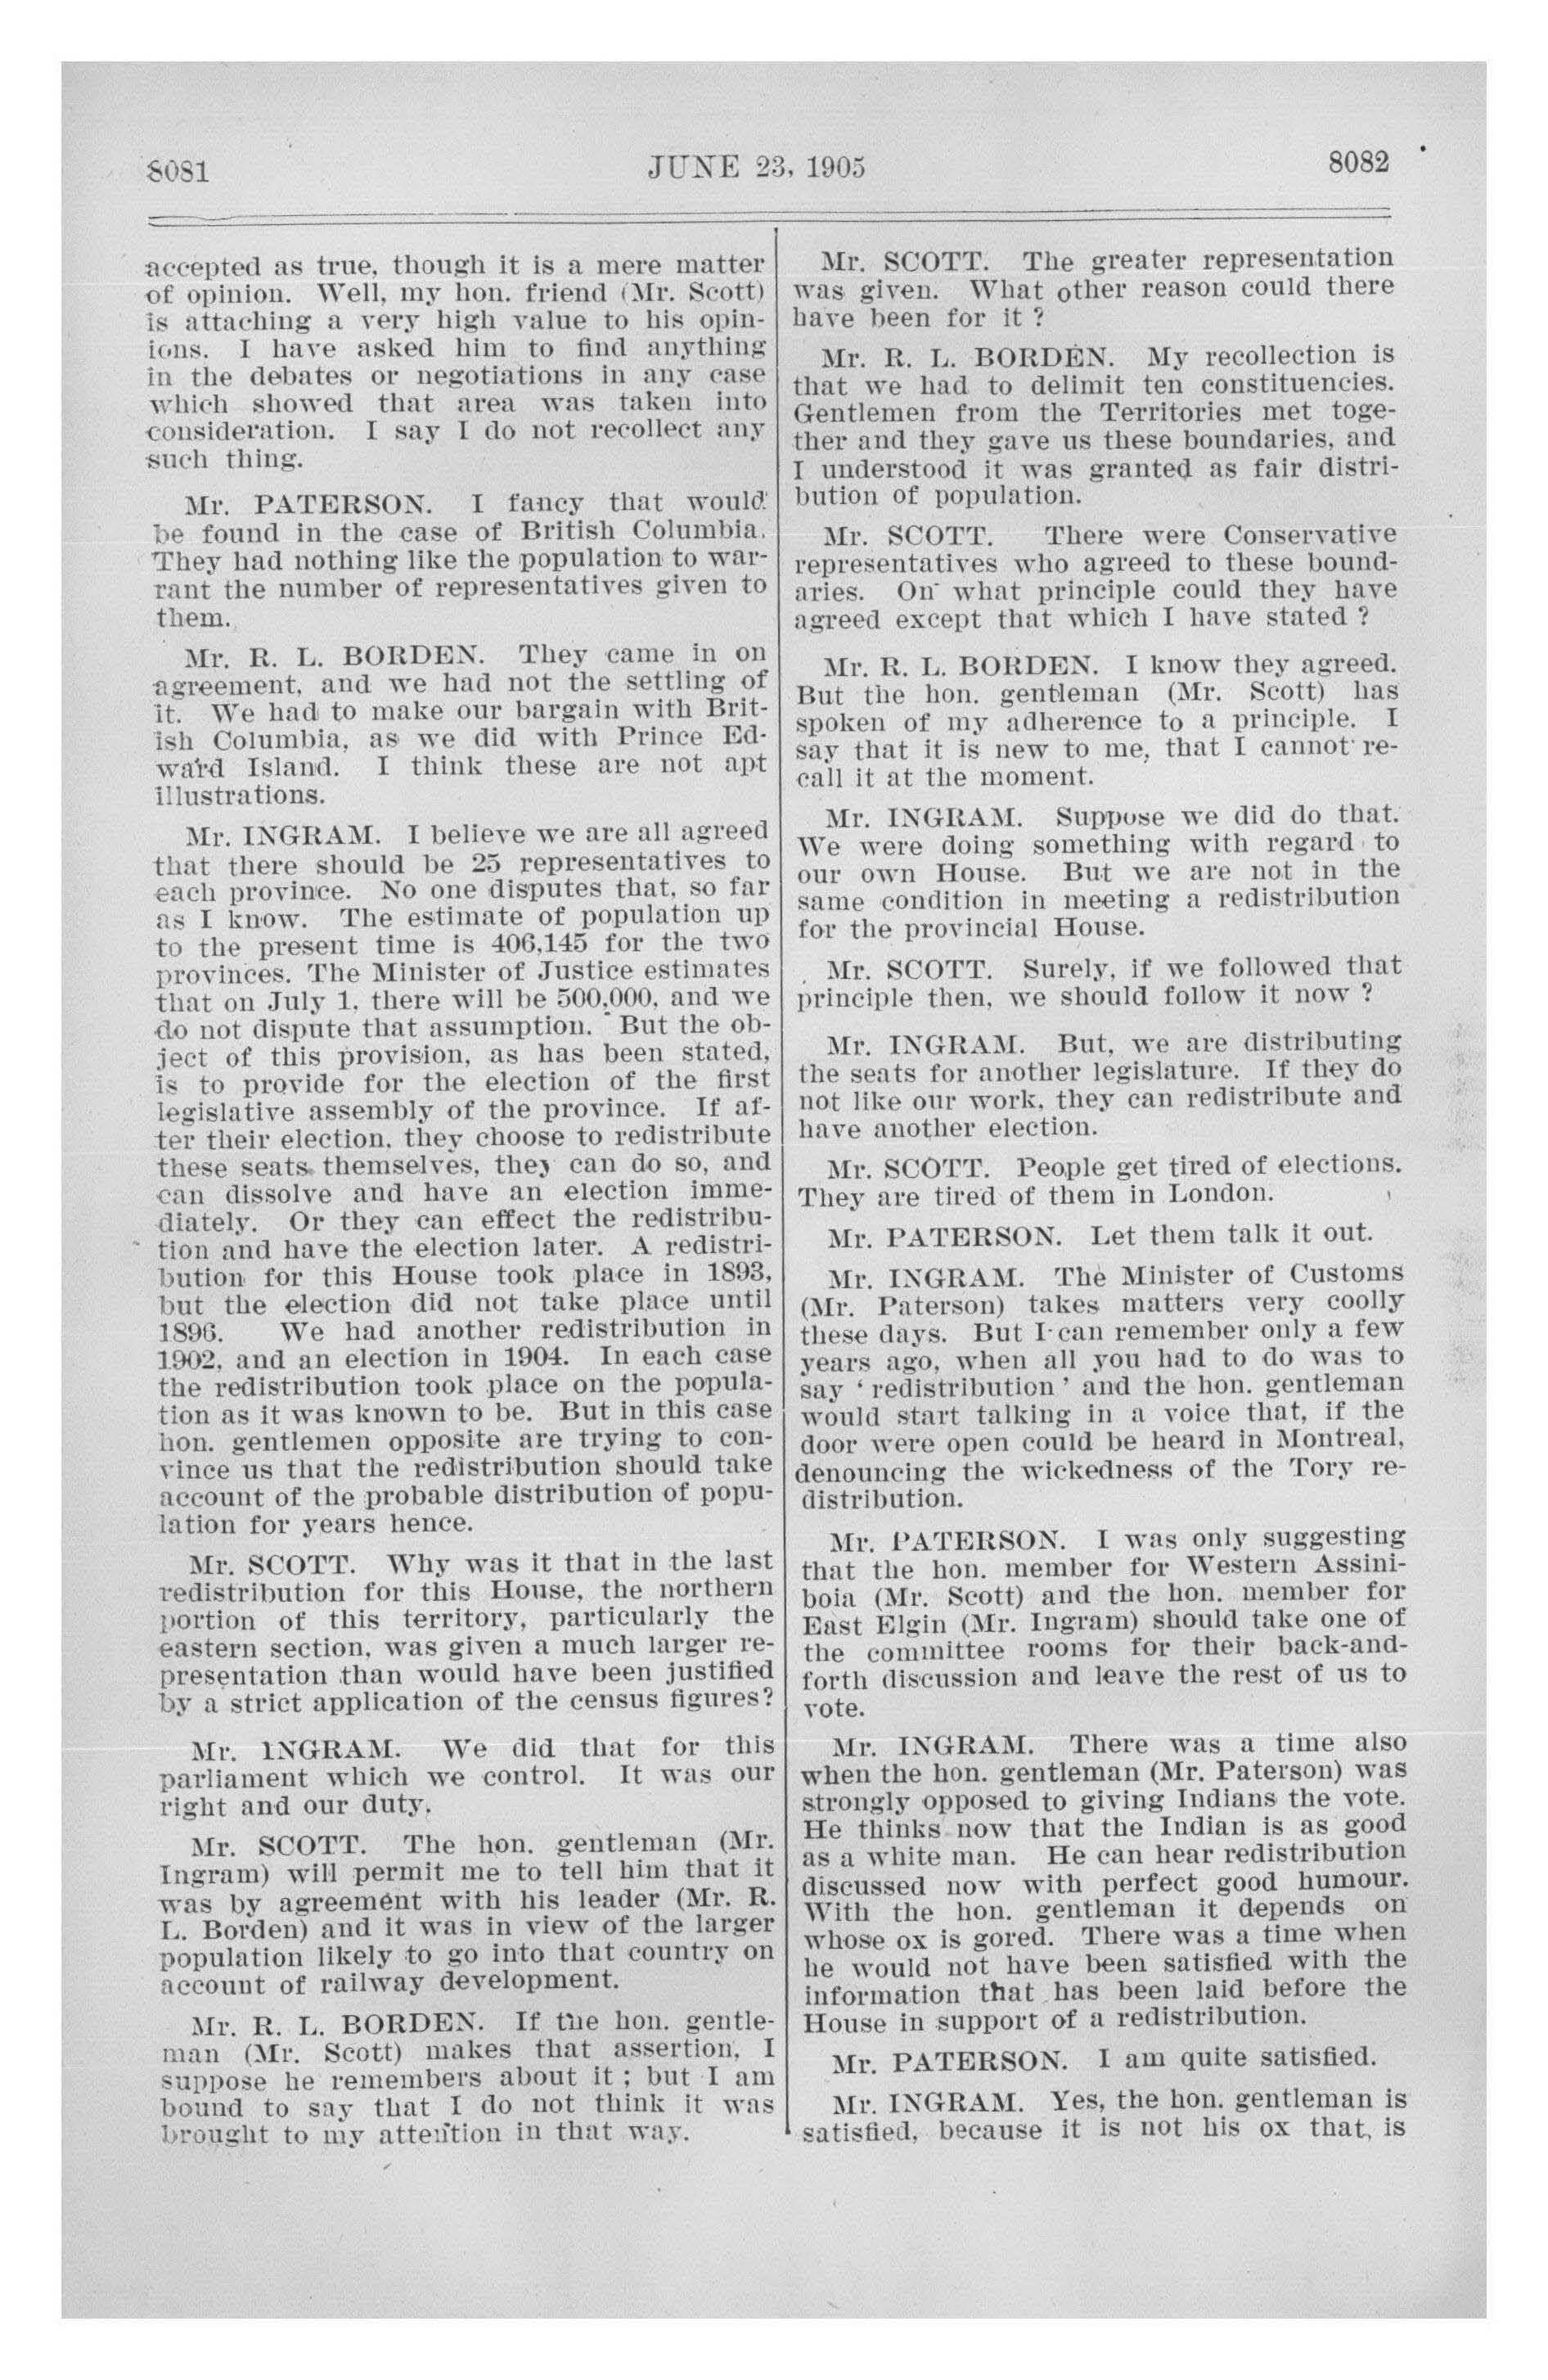 8081
JUNE 23, 1905
8082
accepted as true, though it is a mere matter
of opinion. Well, my hon. friend (Mr. Scott)
is attaching a very high value to his opin-
ions. I have asked him to find anything
in the debates or negotiations in any case
which showed that area was taken into
consideration. I say I do not recollect any
such thing.
Mr. PATERSON. I fancy that would
be found in the case of British Columbia.
They had nothing like the population to war-
rant the number of representatives given to
them.
Mr. R. L. BORDEN. They came in on
agreement, and we had not the settling of
it. We had to make our bargain with Brit-
ish Columbia, as we did with Prince Ed-
ward Island. I think these are not apt
illustrations.
Mr. INGRAM. I believe we are all agreed
that there should be 25 representatives to
each province. No one disputes that, so far
as I know. The estimate of population up
to the present time is 406,145 for the two
provinces. The Minister of Justice estimates
that on July 1, there will be 500,000, and we
do not dispute that assumption. But the ob-
ject of this provision, as has been stated,
is to provide for the election of the first
legislative assembly of the province. If af-
ter their election, they choose to redistribute
these seats themselves, they can do so, and
can dissolve and have an election imme-
diately. Or they can effect the redistribu-
tion and have the election later. A redistri-
bution for this House took place in 1893,
but the election did not take place until
1896. We had another redistribution in
1902, and an election in 1904. In each case
the redistribution took place on the popula-
tion as it was known to be. But in this case
hon. gentlemen opposite are trying to con-
vince us that the redistribution should take
account of the probable distribution of popu-
lation for years hence.
Mr. SCOTT. Why was it that in the last
redistribution for this House, the northern
portion of this territory, particularly the
eastern section, was given a much larger re-
presentation than would have been justified
by a strict application of the census figures?
Mr. INGRAM. We did that for this
parliament which we control. It was our
right and our duty.
Mr. SCOTT. The hon. gentleman (Mr.
Ingram) will permit me to tell him that it
was by agreement with his leader (Mr. R.
L. Borden) and it was in view of the larger
population likely to go into that country on
account of railway development.
Mr. R. L. BORDEN. If the hon. gentle-
man (Mr. Scott) makes that assertion, I
suppose he remembers about it ; but I am
bound to say that I do not think it was
brought to my attention in that way.
Mr. SCOTT. The greater representation
was given. What other reason could there
have been for it ?
Mr. R. L. BORDEN. My recollection is
that we had to delimit ten constituencies.
Gentlemen from the Territories met toge-
ther and they gave us these boundaries, and
I understood it was granted as fair distri-
bution of population.
Mr. SCOTT. There were Conservative
representatives who agreed to these bound-
aries. On what principle could they have
agreed except that which I have stated ?
Mr. R. L. BORDEN. I know they agreed.
But the hon. gentleman (Mr. Scott) has
spoken of my adherence to a principle. I
say that it is new to me, that I cannot re-
call it at the moment.
Mr. INGRAM. Suppose we did do that.
We were doing something with regard to
our own House. But we are not in the
same condition in meeting a redistribution
for the provincial House.
Mr. SCOTT. Surely, if we followed that
principle then, we should follow it now ?
Mr. INGRAM. But, we are distributing
the seats for another legislature. If they do
not like our work, they can redistribute and
have another election.
Mr. SCOTT. People get tired of elections.
They are tired of them in London.
Mr. PATERSON. Let them talk it out.
Mr. INGRAM. The Minister of Customs
(Mr. Paterson) takes matters very coolly
these days. But I can remember only a few
years ago, when all you had to do was to
say ' redistribution ' and the hon. gentleman
would start talking in a voice that, if the
door were open could be heard in Montreal,
denouncing the wickedness of the Tory re-
distribution.
Mr. PATERSON. I was only suggesting
that the hon. member for Western Assini-
boia (Mr. Scott) and the hon. member for
East Elgin (Mr. Ingram) should take one of
the committee rooms for their back-and-
forth discussion and leave the rest of us to
vote.
Mr. INGRAM. There was a time also
when the hon. gentleman (Mr. Paterson) was
strongly opposed to giving Indians the vote.
He thinks now that the Indian is as good
as a white man. He can hear redistribution
discussed now with perfect good humour.
With the hon. gentleman it depends on
whose ox is gored. There was a time when
he would not have been satisfied with the
information that has been laid before the
House in support of a redistribution.
Mr. PATERSON. I am quite satisfied.
Mr. INGRAM. Yes, the hon. gentleman is
satisfied, because it is not his ox that, is